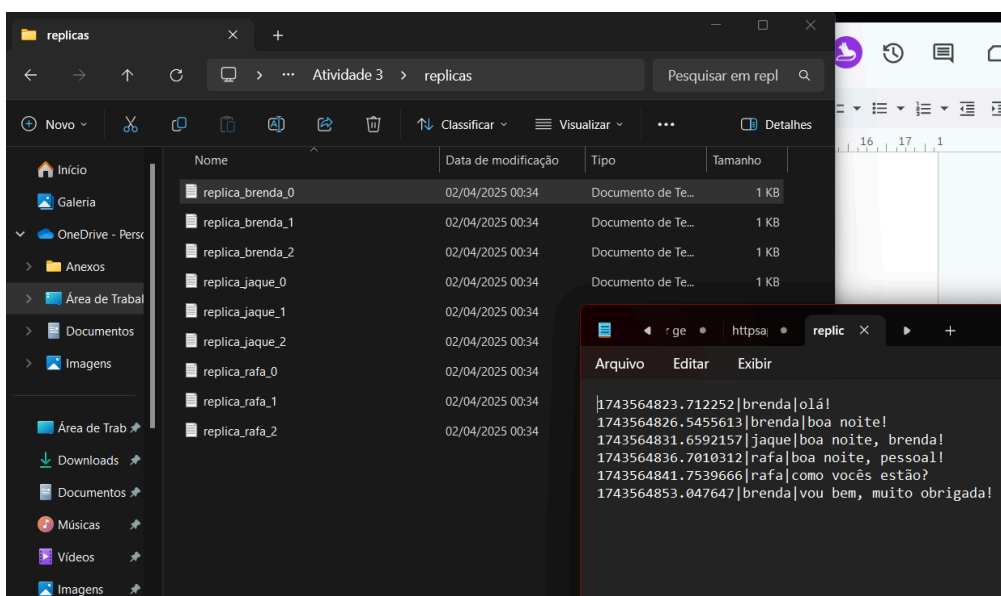 replicas
Atividade 3 > replicas
Pesquisar em repl
Novo
Classificar
Visualizar
Detalhes
Início
Galeria
OneDrive - Perso
Anexos
Área de Trabal
Documentos
Imagens
Área de Trab
Downloads
Documentos
Músicas
Vídeos
Imagens
Nome Data de modificação Tipo Tamanho
replica_brenda_0 02/04/2025 00:34 Documento de Te... 1 KB
replica_brenda_1 02/04/2025 00:34 Documento de Te... 1 KB
replica_brenda_2 02/04/2025 00:34 Documento de Te... 1 KB
replica_jaque_0 02/04/2025 00:34 Documento de Te... 1 KB
replica_jaque_1 02/04/2025 00:34
replica_jaque_2 02/04/2025 00:34
replica_rafa_0 02/04/2025 00:34
replica_rafa_1 02/04/2025 00:34
replica_rafa_2 02/04/2025 00:34
16 17 1
r ge httpsa replic
Arquivo Editar Exibir
1743564823.712252|brenda|olá!
1743564826.5455613|brenda|boa noite!
1743564831.6592157|jaque|boa noite, brenda!
1743564836.7010312|rafa|boa noite, pessoal!
1743564841.7539666|rafa|como vocês estão?
1743564853.047647|brenda|vou bem, muito obrigada!